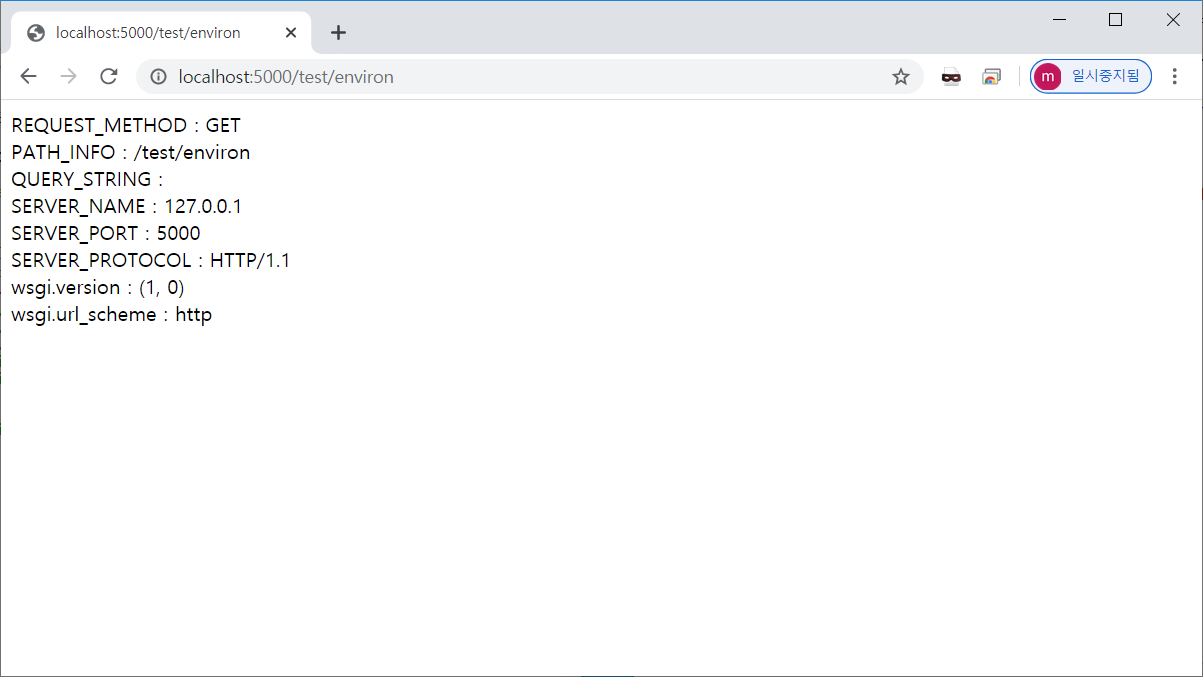 localhost:5000/test/environ
localhost:5000/test/environ
m 일시중지됨
REQUEST_METHOD : GET
PATH_INFO : /test/environ
QUERY_STRING :
SERVER_NAME : 127.0.0.1
SERVER_PORT : 5000
SERVER_PROTOCOL : HTTP/1.1
wsgi.version : (1, 0)
wsgi.url_scheme : http